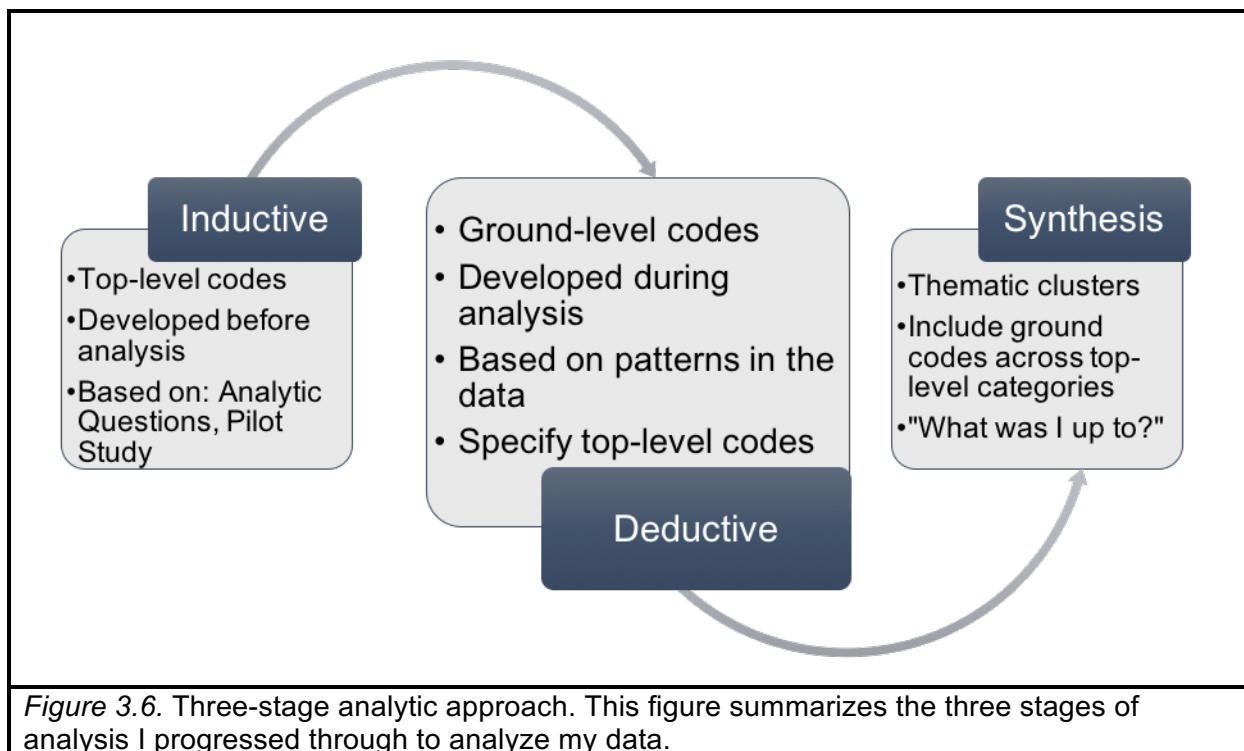 Inductive
•Top-level codes
•Developed before
analysis
•Based on: Analytic
Questions, Pilot
Study
• Ground-level codes
• Developed during
analysis
• Based on patterns in the
data
• Specify top-level codes
Deductive
Synthesis
•Thematic clusters
•Include ground
codes across top-
level categories
•"What was I up to?"
Figure 3.6. Three-stage analytic approach. This figure summarizes the three stages of
analysis I progressed through to analyze my data.